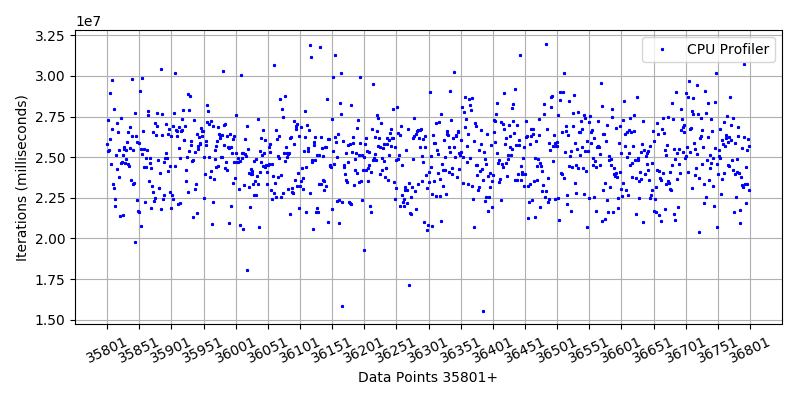 1e7
3.25
3.00
2.75
2.50
2.25
2.00
1.75
1.50
Iterations (milliseconds)
CPU Profiler
35801 35851 35901 35951 36001 36051 36101 36151 36201 36251 36301 36351 36401 36451 36501 36551 36601 36651 36701 36751 36801
Data Points 35801+